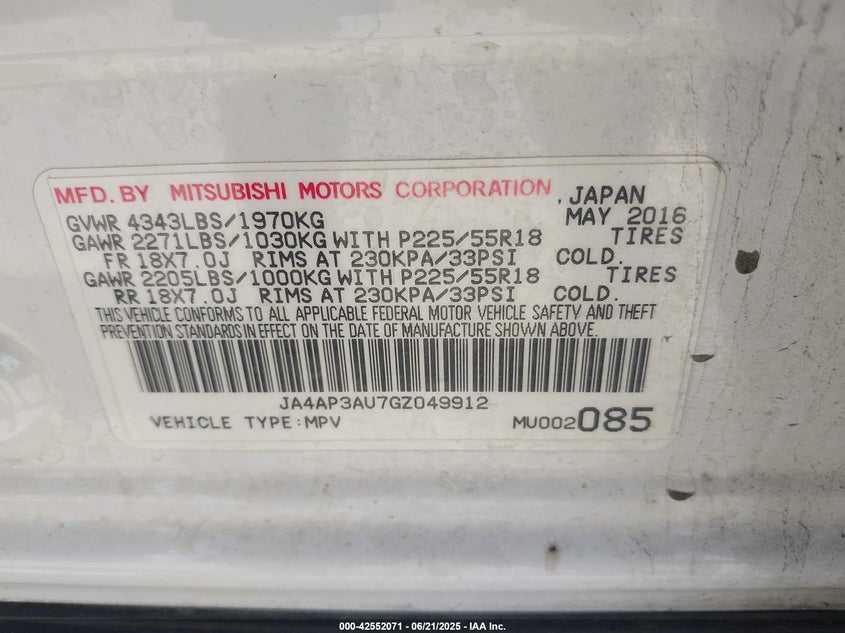 MFD. BY MITSUBISHI MOTORS CORPORATION , JAPAN
GVWR 4343LBS/1970KG MAY 2016
GAWR 2271LBS/1030KG WITH P225/55R18 TIRES
FR 18X7.0J RIMS AT 230KPA/33PSI COLD.
GAWR 2205LBS/1000KG WITH P225/55R18 TIRES
RR 18X7.0J RIMS AT 230KPA/33PSI COLD.
THIS VEHICLE CONFORMS TO ALL APPLICABLE FEDERAL MOTOR VEHICLE SAFETY AND THEFT
PREVENTION STANDARDS IN EFFECT ON THE DATE OF MANUFACTURE SHOWN ABOVE.
JA4AP3AU7GZ049912
VEHICLE TYPE:MPV MU002085
000-42552071 - 06/21/2025 - IAA Inc.